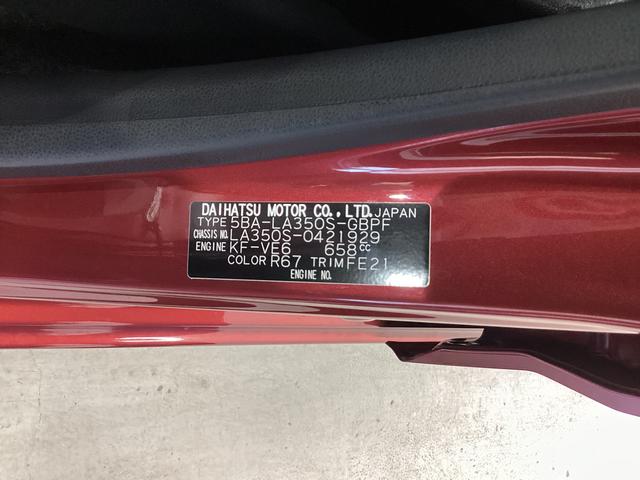 DAIHATSU MOTOR CO., LTD. JAPAN
TYPE 5BA-LA350S-GBPF
CHASSIS NO. LA350S-0421929
ENGINE KF-VE6 658cc
COLOR R67 TRIM FE21
ENGINE NO.